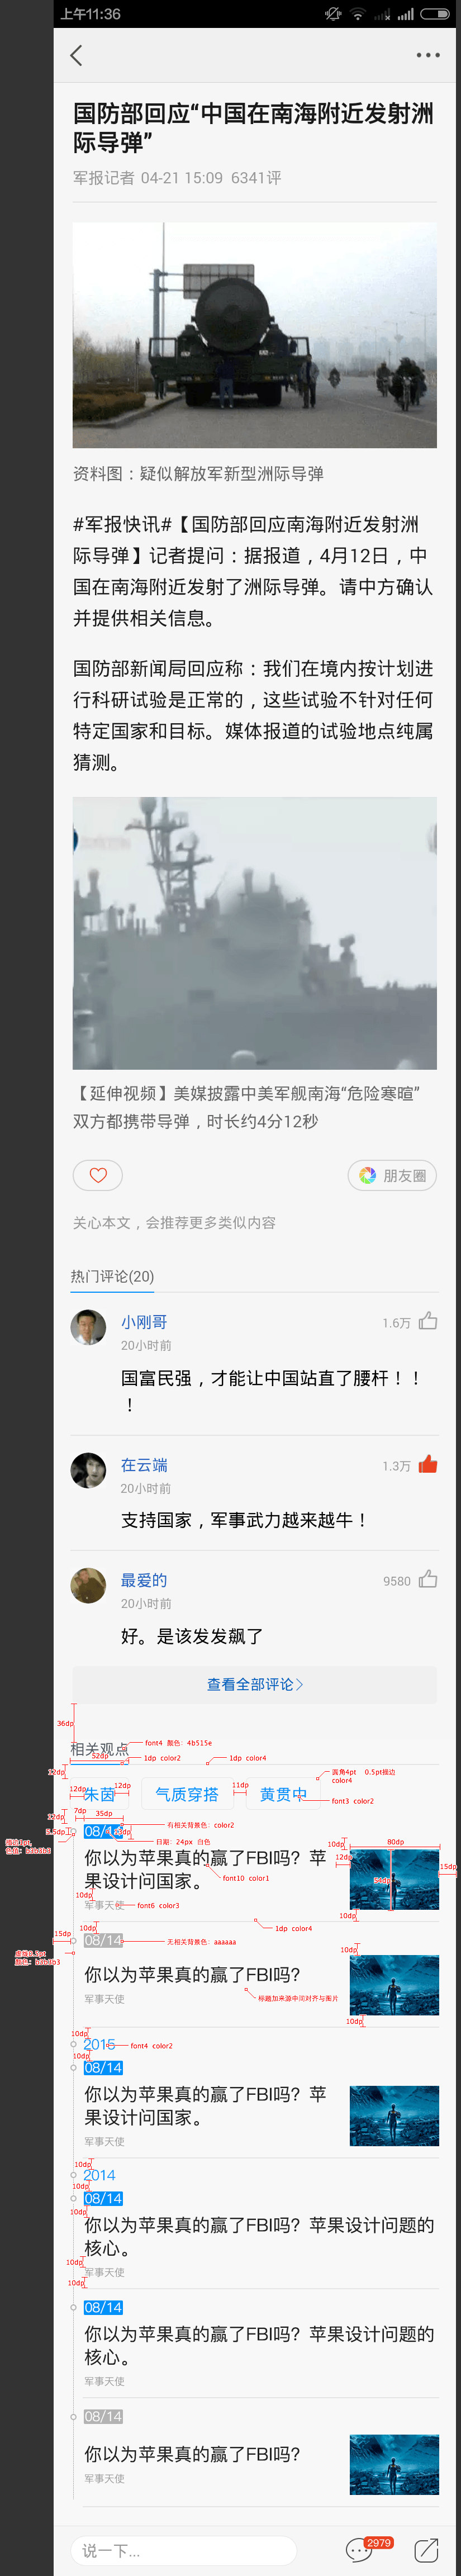 上午11:36
国防部回应“中国在南海附近发射洲
际导弹”
军报记者 04-21 15:09 6341评
资料图：疑似解放军新型洲际导弹
#军报快讯#【国防部回应南海附近发射洲
际导弹】记者提问：据报道，4月12日，中
国在南海附近发射了洲际导弹。请中方确认
并提供相关信息。
国防部新闻局回应称：我们在境内按计划进
行科研试验是正常的，这些试验不针对任何
特定国家和目标。媒体报道的试验地点纯属
猜测。
【延伸视频】美媒披露中美军舰南海“危险寒暄”
双方都携带导弹，时长约4分12秒
朋友圈
关心本文，会推荐更多类似内容
热门评论(20)
小刚哥
1.6万
20小时前
国富民强，才能让中国站直了腰杆！！
！
在云端
1.3万
20小时前
支持国家，军事武力越来越牛！
最爱的
9580
20小时前
好。是该发发飙了
查看全部评论
36dp
相关观点
font4 颜色：4b515e
52dp
1dp color2
1dp color4
12dp
圆角4pt 0.5pt描边
color4
12dp
朱茵
12dp
气质穿搭
11dp
黄贯中
font3 color2
12dp
7dp
35dp
有相关背景色：color2
08/
日期：24px 白色
10dp
80dp
你以为苹果真的赢了FBI吗？苹
果设计问国家。
12dp
15dp
54dp
font10 color1
10dp
军事天使
font6 color3
10dp
10dp
1dp color4
15dp
08/14
无相关背景色：aaaaaa
10dp
你以为苹果真的赢了FBI吗？
军事天使
标题加来源中间对齐与图片
10dp
10dp
2015
font4 color2
10dp
08/14
你以为苹果真的赢了FBI吗？苹
果设计问国家。
军事天使
10dp
2014
10dp
08/14
10dp
你以为苹果真的赢了FBI吗？苹果设计问题的
核心。
10dp
军事天使
10dp
08/14
你以为苹果真的赢了FBI吗？苹果设计问题的
核心。
军事天使
08/14
你以为苹果真的赢了FBI吗？
军事天使
说一下...
2979